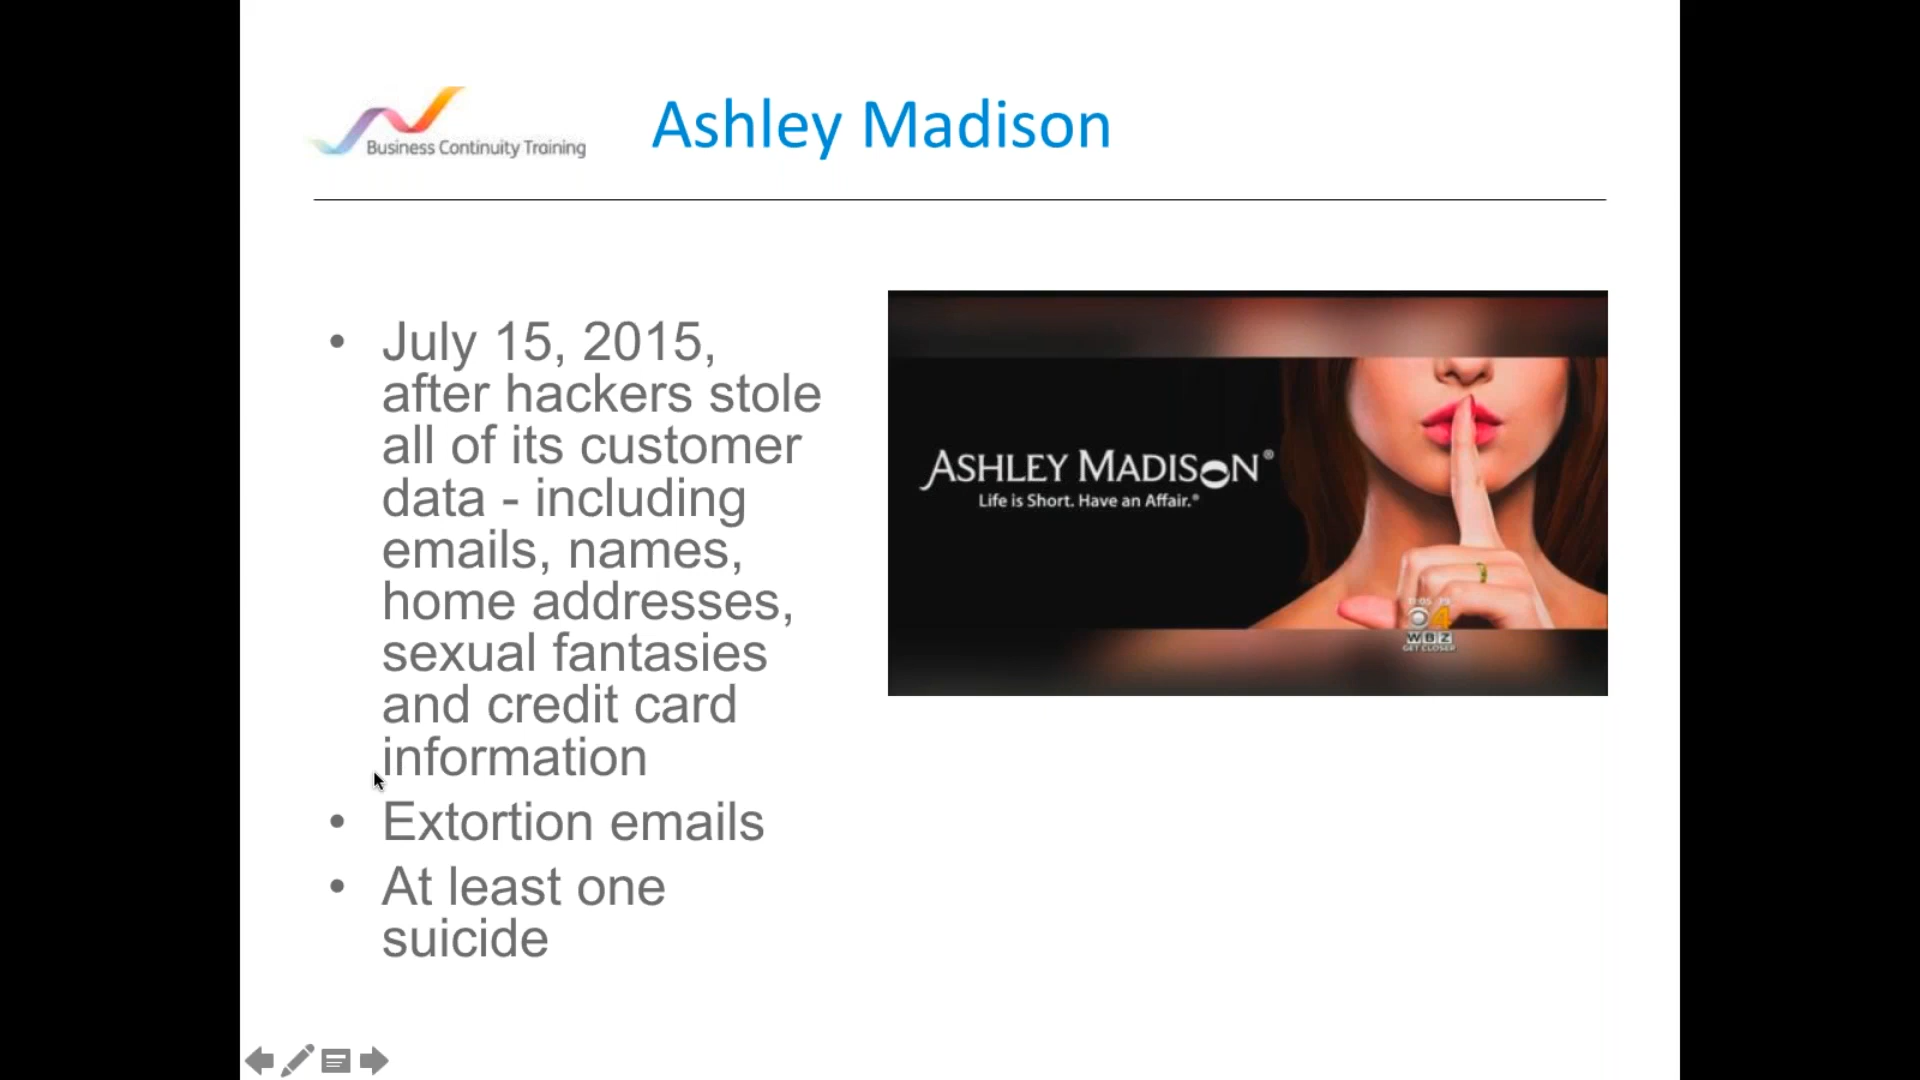 Business Continuity Training
Ashley Madison
• July 15, 2015,
after hackers stole
all of its customer
data - including
emails, names,
home addresses,
sexual fantasies
and credit card
information
• Extortion emails
• At least one
suicide
ASHLEY MADISON®
Life is Short. Have an Affair.®
4
WBZ
GET CLOSER